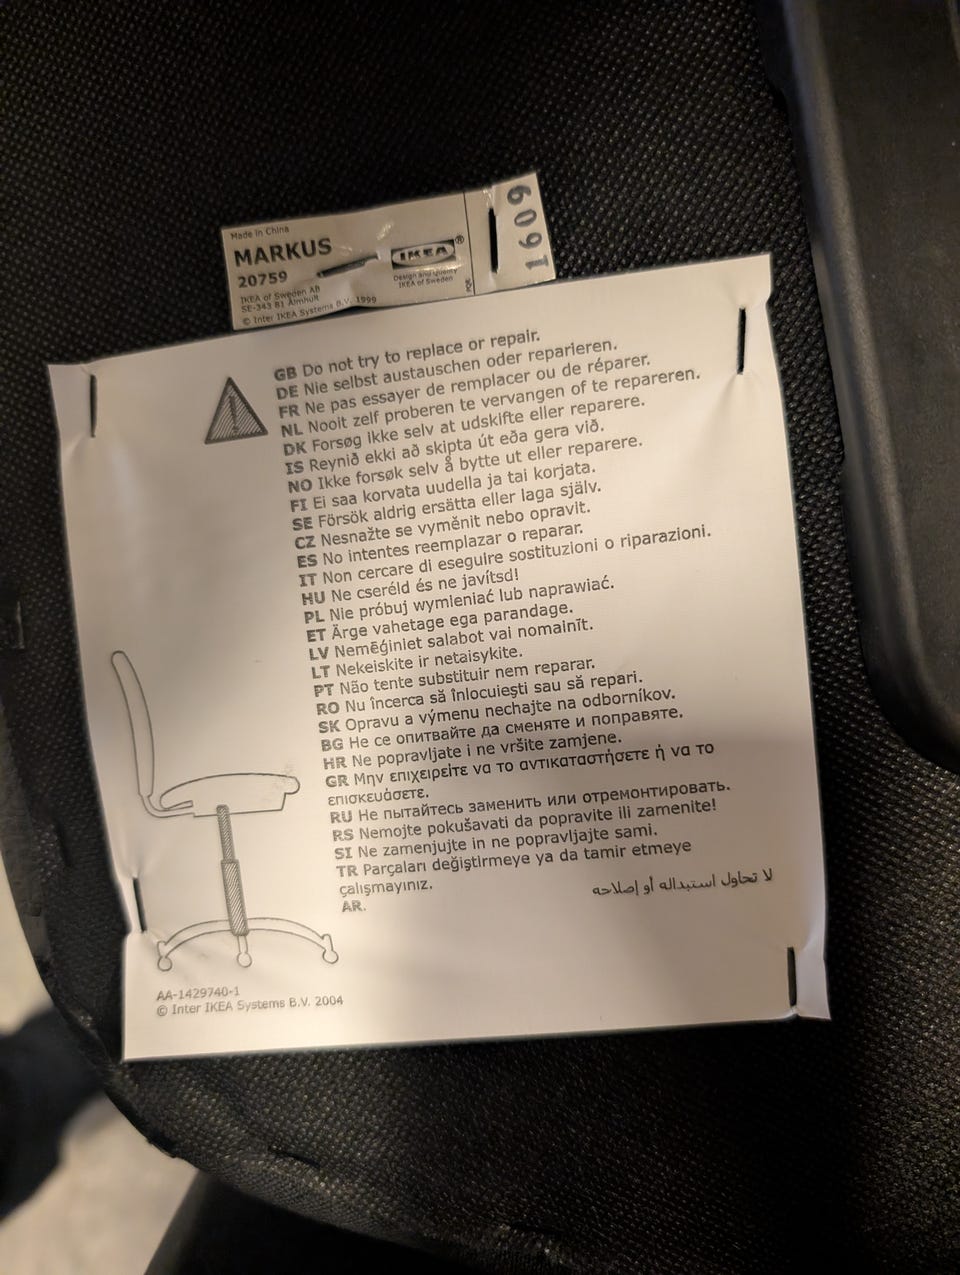 Made in China
MARKUS
20759
IKEA of Sweden AB
SE-343 81 Älmhult
© Inter IKEA Systems B.V. 1999
IKEA®
Design and Quality
IKEA of Sweden
PQE
1609
GB Do not try to replace or repair.
DE Nie selbst austauschen oder reparieren.
FR Ne pas essayer de remplacer ou de réparer.
NL Nooit zelf proberen te vervangen of te repareren.
DK Forsøg ikke selv at udskifte eller reparere.
IS Reynið ekki að skipta út eða gera við.
NO Ikke forsøk selv å bytte ut eller reparere.
FI Ei saa korvata uudella ja tai korjata.
SE Försök aldrig ersätta eller laga själv.
CZ Nesnažte se vyměnit nebo opravit.
ES No intentes reemplazar o reparar.
IT Non cercare di eseguire sostituzioni o riparazioni.
HU Ne cseréld és ne javítsd!
PL Nie próbuj wymieniać lub naprawiać.
ET Ärge vahetage ega parandage.
LV Nemēģiniet salabot vai nomainīt.
LT Nekeiskite ir netaisykite.
PT Não tente substituir nem reparar.
RO Nu încerca să înlocuieşti sau să repari.
SK Opravu a výmenu nechajte na odborníkov.
BG Не се опитвайте да сменяте и поправяте.
HR Ne popravljate i ne vršite zamjene.
GR Μην επιχειρείτε να το αντικαταστήσετε ή να το
επισκευάσετε.
RU Не пытайтесь заменить или отремонтировать.
RS Nemojte pokušavati da popravite ili zamenite!
SI Ne zamenjujte in ne popravljajte sami.
TR Parçaları değiştirmeye ya da tamir etmeye
çalışmayınız.
AR. لا تحاول استبداله أو إصلاحه
AA-1429740-1
© Inter IKEA Systems B.V. 2004